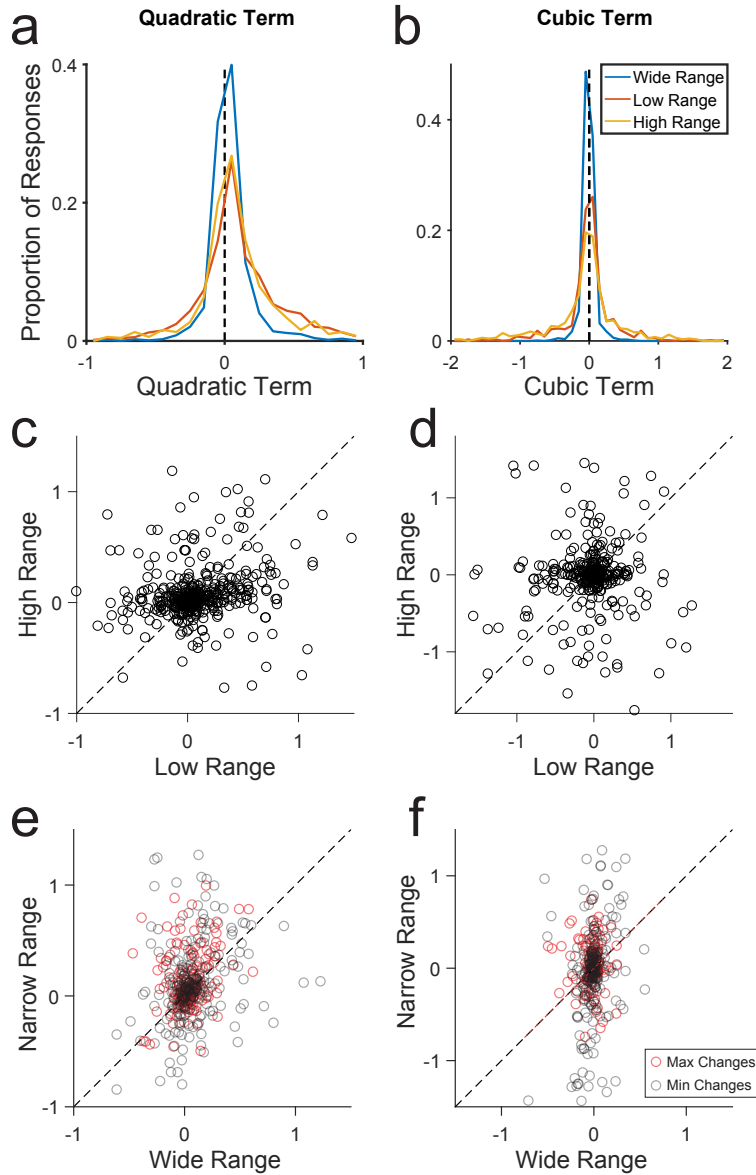 a
Quadratic Term
0.4
0.2
0
Proportion of Responses
-1
0
1
Quadratic Term
b
Cubic Term
0.4
0.2
0
-2
-1
0
1
2
Cubic Term
Wide Range
Low Range
High Range
c
1
0
-1
High Range
-1
0
1
Low Range
d
1
0
-1
High Range
-1
0
1
Low Range
e
1
0
-1
Narrow Range
-1
0
1
Wide Range
f
1
0
-1
Narrow Range
-1
0
1
Wide Range
Max Changes
Min Changes